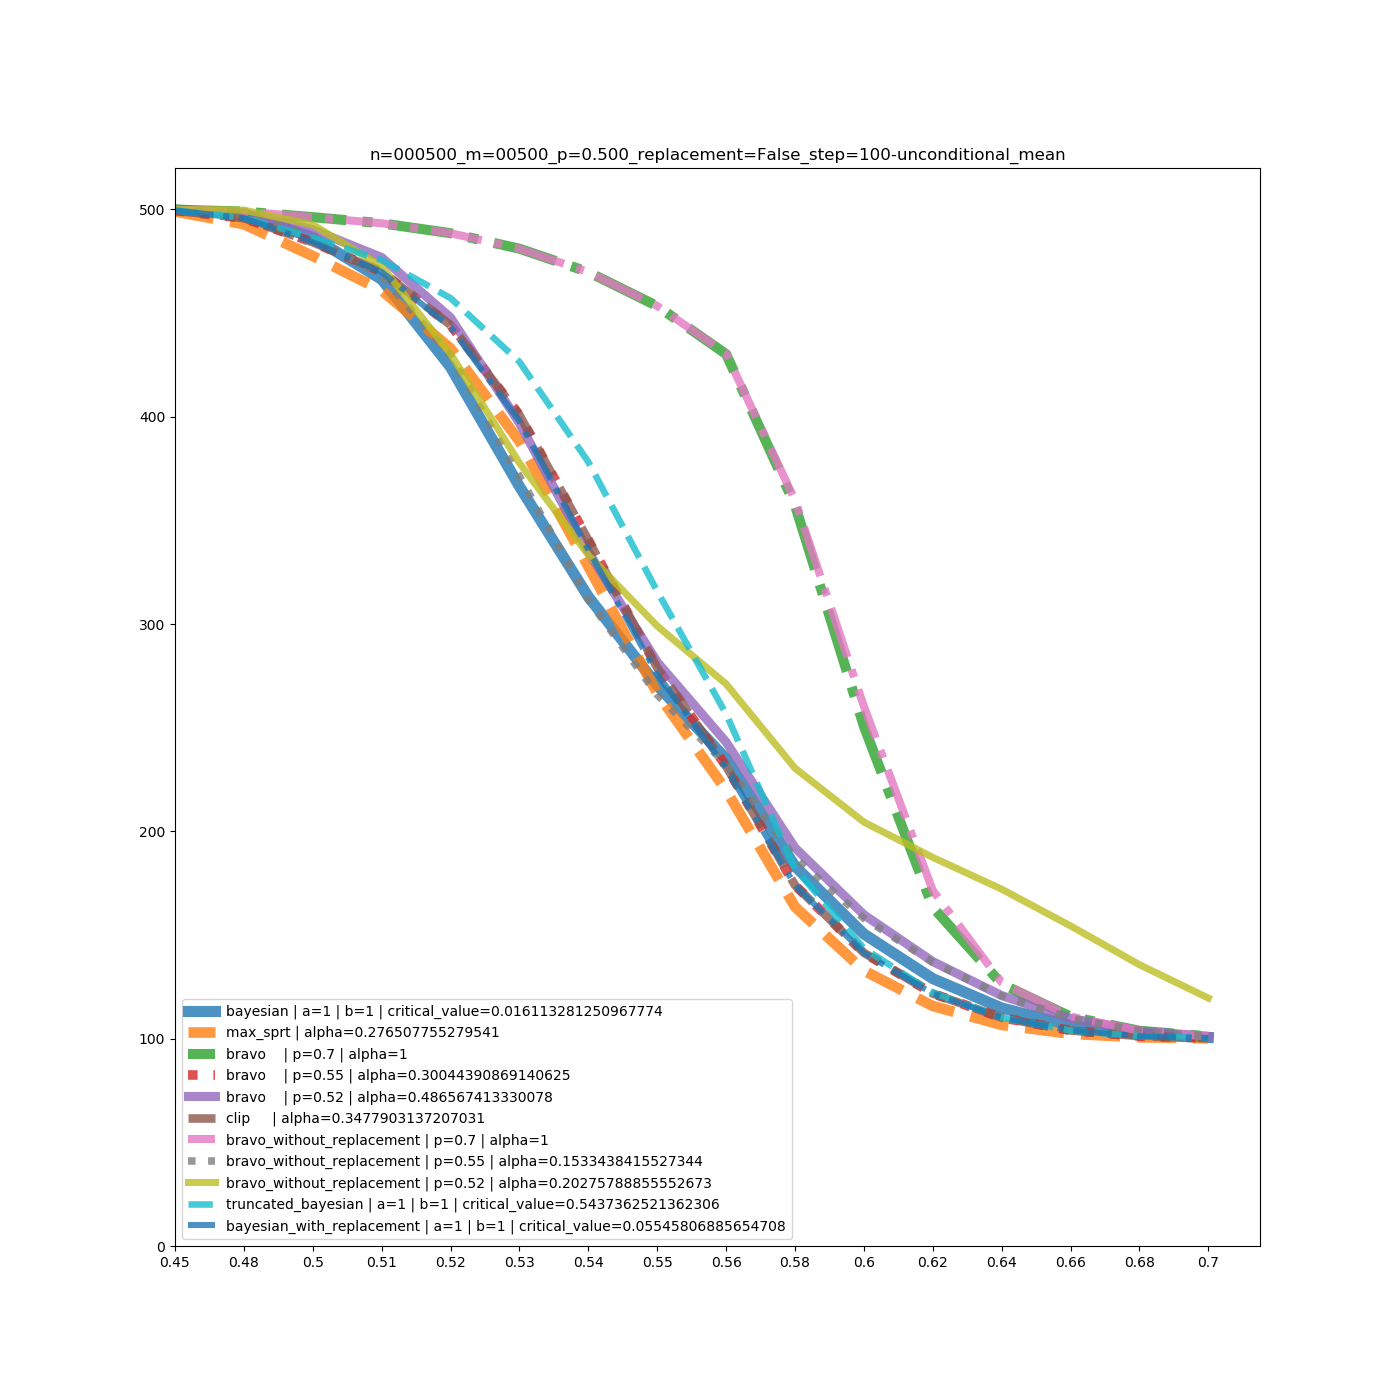 n=000500_m=00500_p=0.500_replacement=False_step=100-unconditional_mean
500
400
300
200
100
0
bayesian | a=1 | b=1 | critical_value=0.016113281250967774
max_sprt | alpha=0.276507755279541
bravo | p=0.7 | alpha=1
bravo | p=0.55 | alpha=0.30044390869140625
bravo | p=0.52 | alpha=0.486567413330078
clip | alpha=0.3477903137207031
bravo_without_replacement | p=0.7 | alpha=1
bravo_without_replacement | p=0.55 | alpha=0.1533438415527344
bravo_without_replacement | p=0.52 | alpha=0.20275788855552673
truncated_bayesian | a=1 | b=1 | critical_value=0.5437362521362306
bayesian_with_replacement | a=1 | b=1 | critical_value=0.05545806885654708
0.45 0.48 0.5 0.51 0.52 0.53 0.54 0.55 0.56 0.58 0.6 0.62 0.64 0.66 0.68 0.7